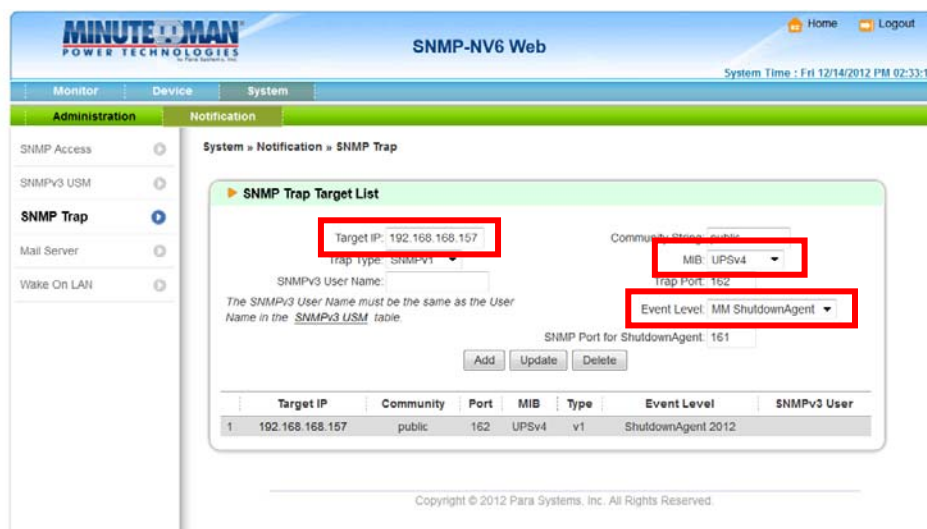 MINUTEMAN
POWER TECHNOLOGIES
by Para Systems, Inc.
SNMP-NV6 Web
Home
Logout
System Time : Fri 12/14/2012 PM 02:33:1
Monitor
Device
System
Administration
Notification
SNMP Access
SNMPv3 USM
SNMP Trap
Mail Server
Wake On LAN
System » Notification » SNMP Trap
SNMP Trap Target List
Target IP: 192.168.168.157
Community String: public
Trap Type: SNMPv1
MIB: UPSv4
SNMPv3 User Name:
Trap Port: 162
The SNMPv3 User Name must be the same as the User
Name in the SNMPv3 USM table.
Event Level: MM ShutdownAgent
SNMP Port for ShutdownAgent: 161
Add Update Delete
Target IP Community Port MIB Type Event Level SNMPv3 User
1 192.168.168.157 public 162 UPSv4 v1 ShutdownAgent 2012
Copyright © 2012 Para Systems, Inc. All Rights Reserved.